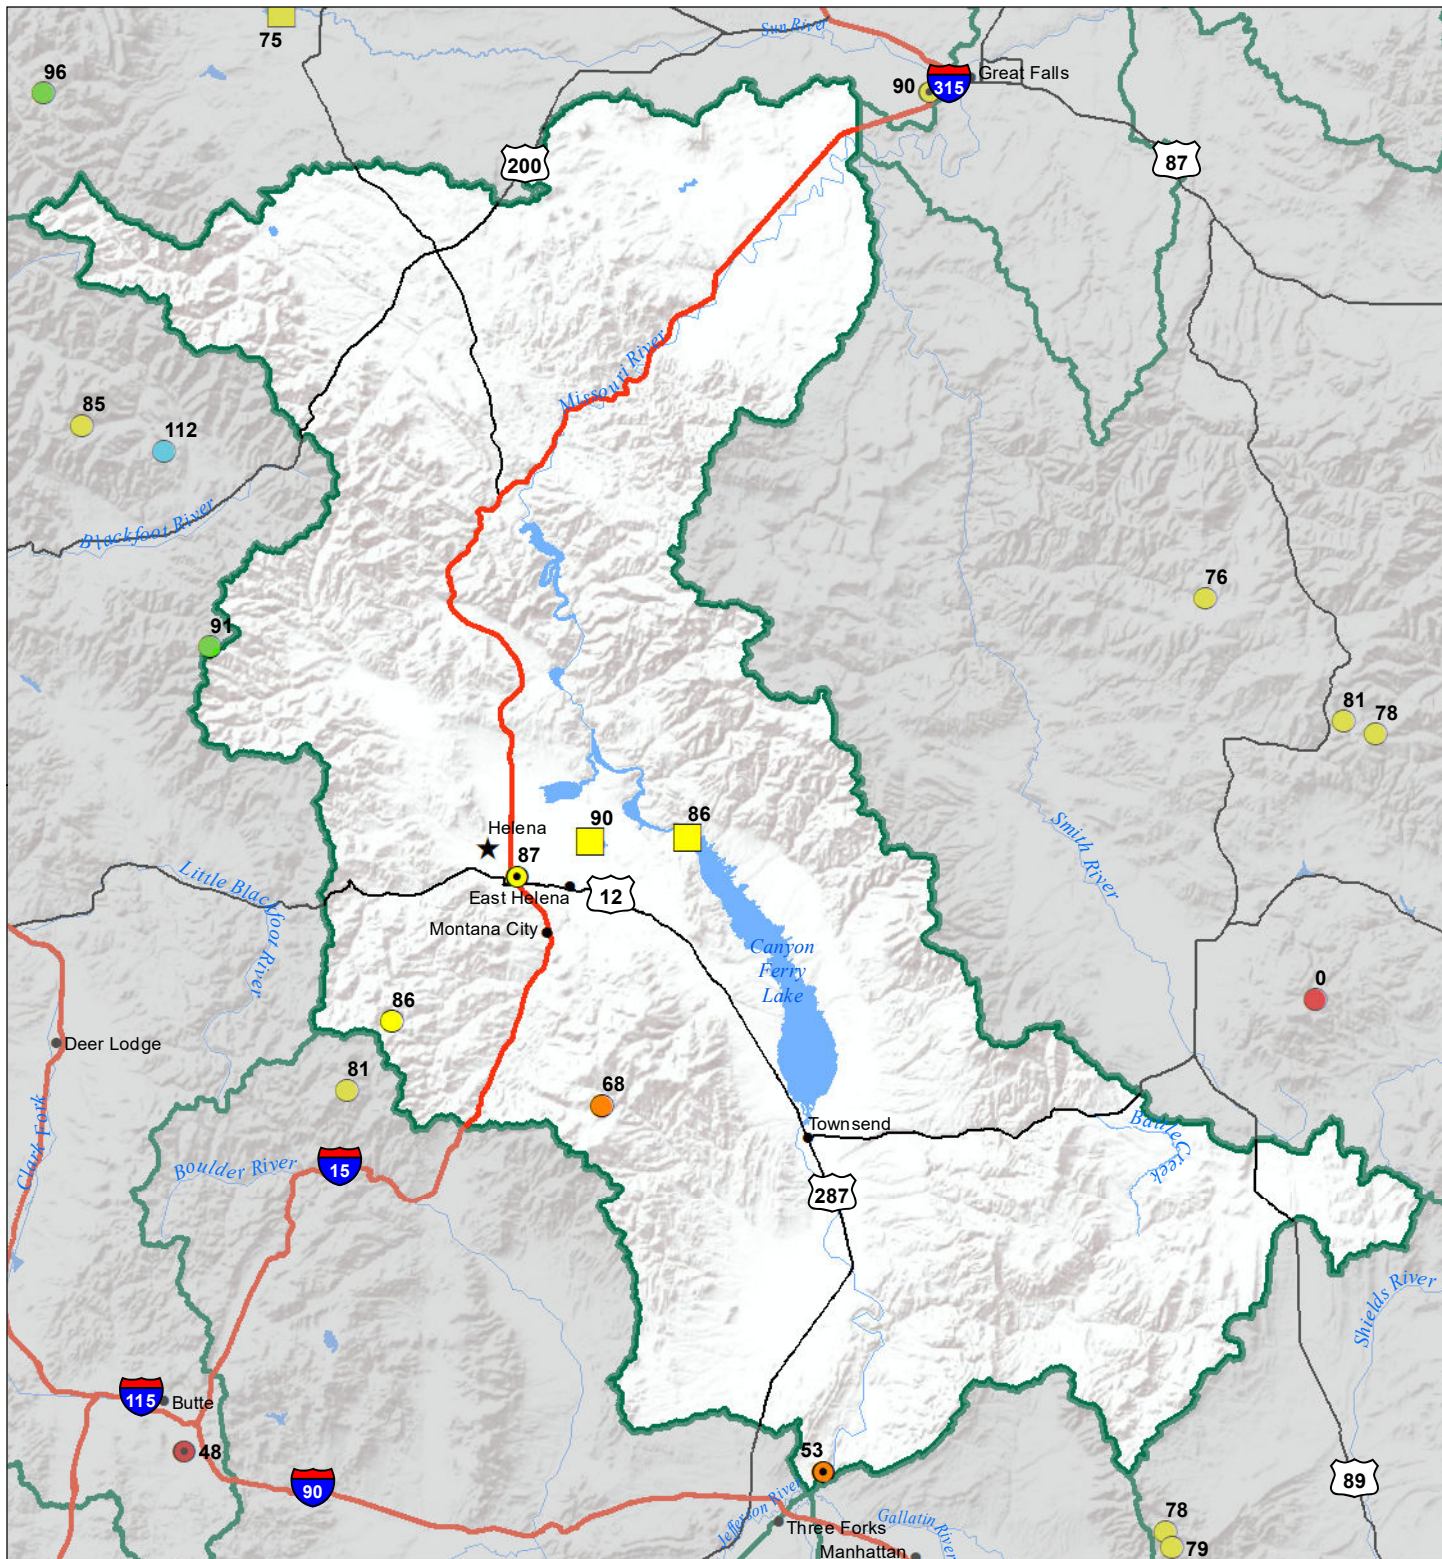 75
Sun River
96
Great Falls
90
315
200
87
Missouri River
85
112
Blackfoot River
76
91
81
78
Smith River
90
86
Helena
87
Little Blackfoot River
East Helena
12
Montana City
Canyon
Ferry
Lake
0
86
Deer Lodge
81
68
Townsend
Battle Creek
Clark Fork
Boulder River
15
287
Shields River
115
Butte
48
53
90
89
Jefferson River
Three Forks
Gallatin River
78
79
Manhattan